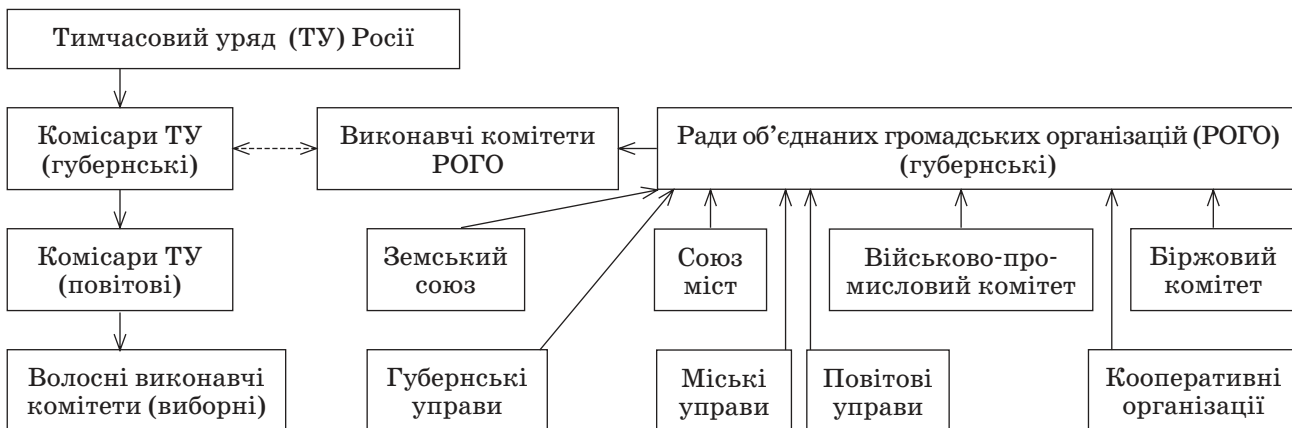 Тимчасовий уряд (ТУ) Росії
Комісари ТУ
(губернські)
Виконавчі комітети
РОГО
Ради об’єднаних громадських організацій (РОГО)
(губернські)
Комісари ТУ
(повітові)
Земський
союз
Союз
міст
Військово-про-
мисловий комітет
Біржовий
комітет
Волосні виконавчі
комітети (виборні)
Губернські
управи
Міські
управи
Повітові
управи
Кооперативні
організації